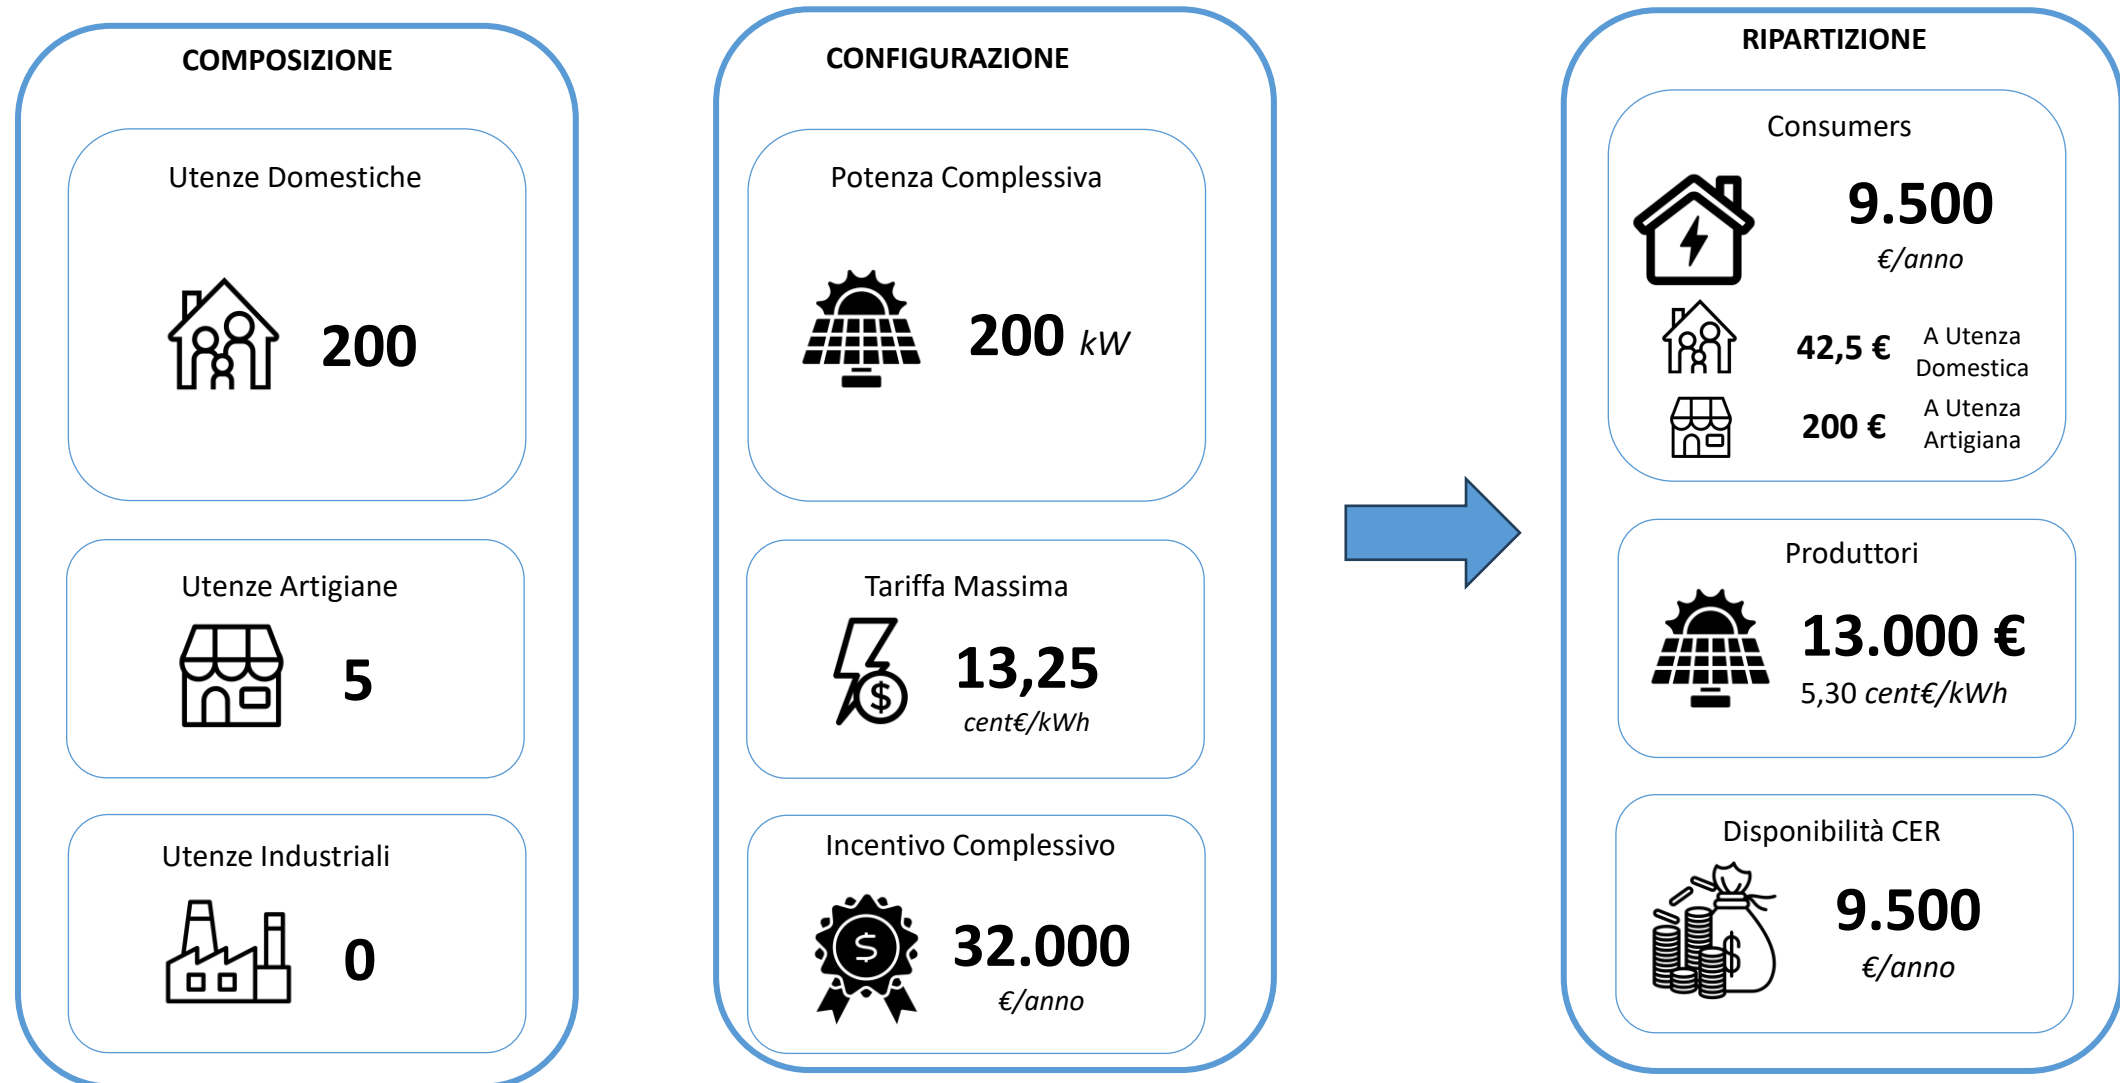 COMPOSIZIONE
Utenze Domestiche
200
Utenze Artigiane
5
Utenze Industriali
0
CONFIGURAZIONE
Potenza Complessiva
200 kW
Tariffa Massima
13,25
cent€/kWh
Incentivo Complessivo
32.000
€/anno
RIPARTIZIONE
Consumers
9.500
€/anno
42,5 €
A Utenza
Domestica
200 €
A Utenza
Artigiana
Produttori
13.000 €
5,30 cent€/kWh
Disponibilità CER
9.500
€/anno